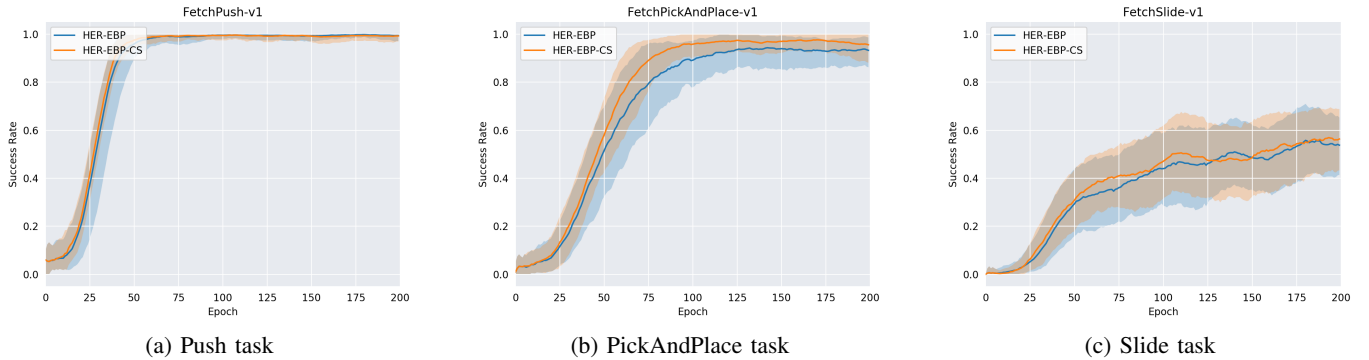 FetchPush-v1
1.0
0.8
0.6
0.4
0.2
0.0
Success Rate
HER-EBP
HER-EBP-CS
0 25 50 75 100 125 150 175 200
Epoch
(a) Push task
FetchPickAndPlace-v1
1.0
0.8
0.6
0.4
0.2
0.0
Success Rate
HER-EBP
HER-EBP-CS
0 25 50 75 100 125 150 175 200
Epoch
(b) PickAndPlace task
FetchSlide-v1
1.0
0.8
0.6
0.4
0.2
0.0
Success Rate
HER-EBP
HER-EBP-CS
0 25 50 75 100 125 150 175 200
Epoch
(c) Slide task